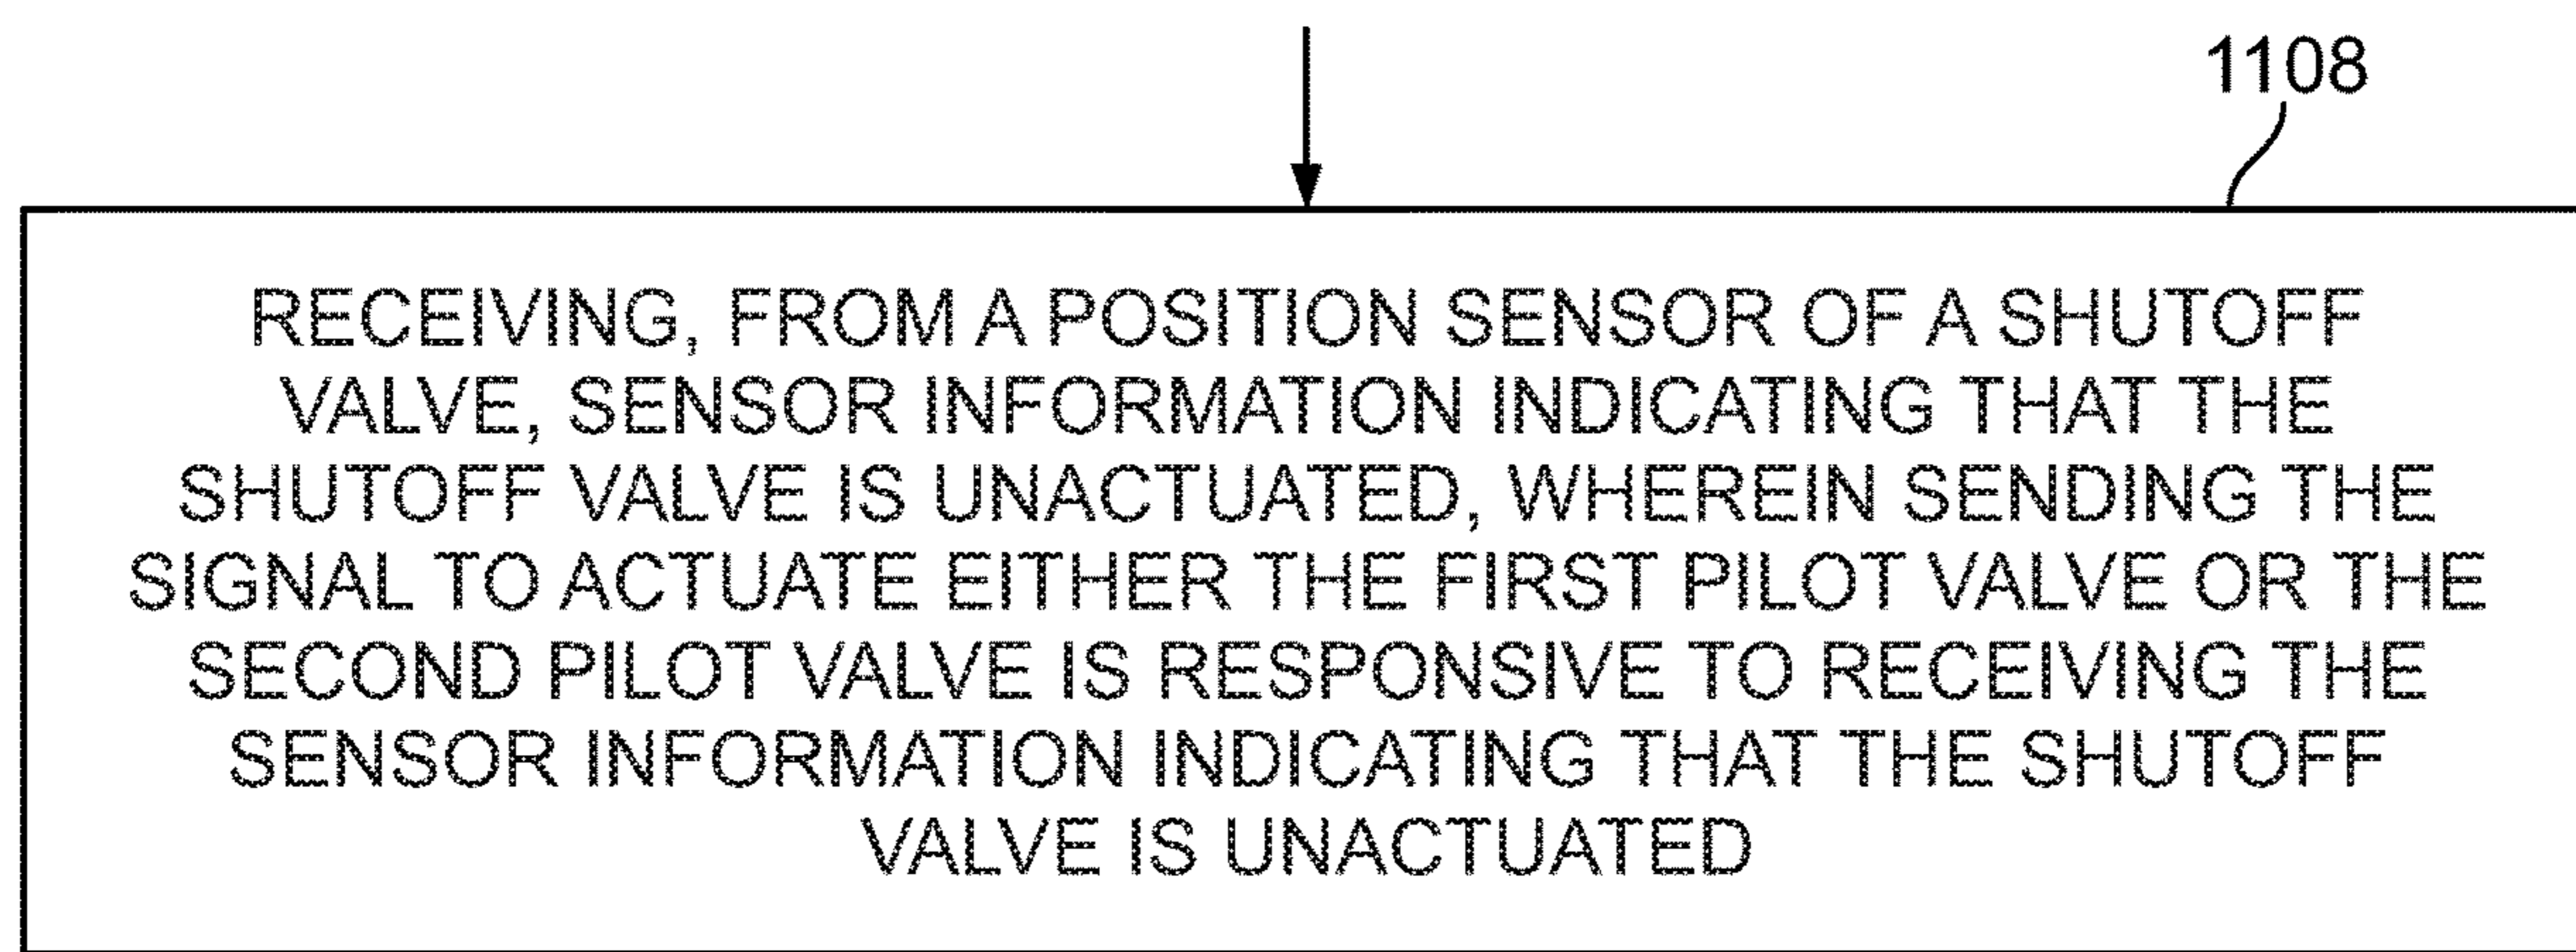 1108
RECEIVING, FROM A POSITION SENSOR OF A SHUTOFF
VALVE, SENSOR INFORMATION INDICATING THAT THE
SHUTOFF VALVE IS UNACTUATED, WHEREIN SENDING THE
SIGNAL TO ACTUATE EITHER THE FIRST PILOT VALVE OR THE
SECOND PILOT VALVE IS RESPONSIVE TO RECEIVING THE
SENSOR INFORMATION INDICATING THAT THE SHUTOFF
VALVE IS UNACTUATED